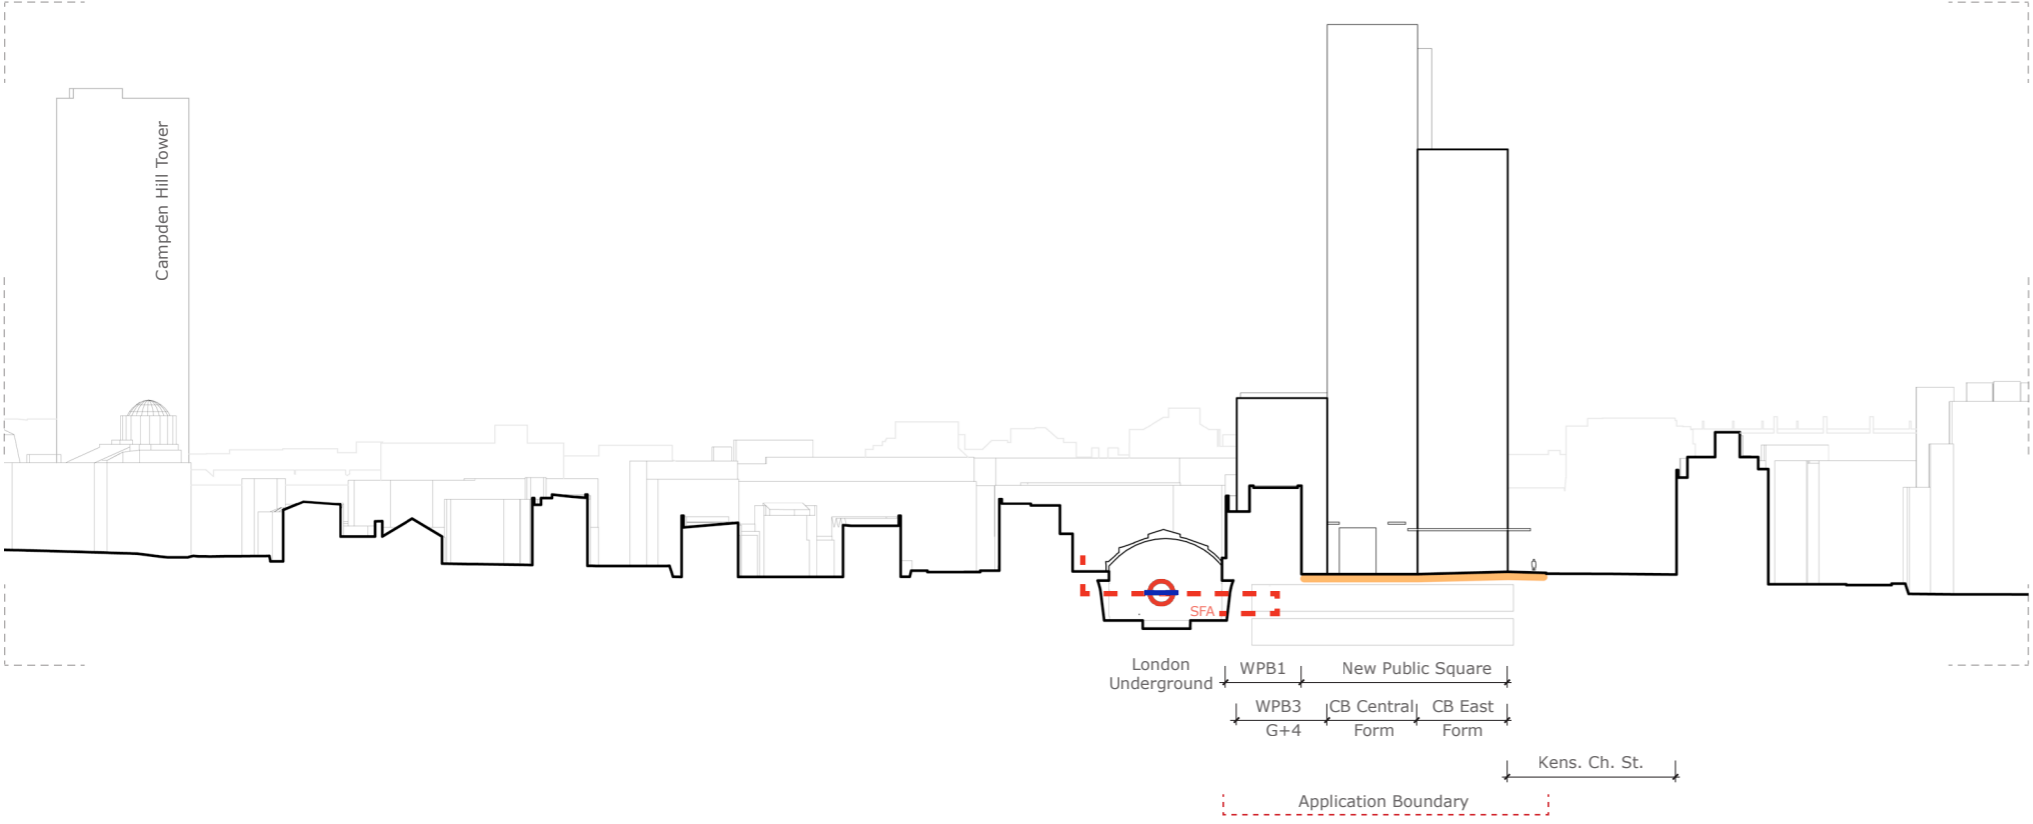 Campden Hill Tower
SFA
London
Underground
WPB1
New Public Square
WPB3
G+4
CB Central
Form
CB East
Form
Kens. Ch. St.
Application Boundary